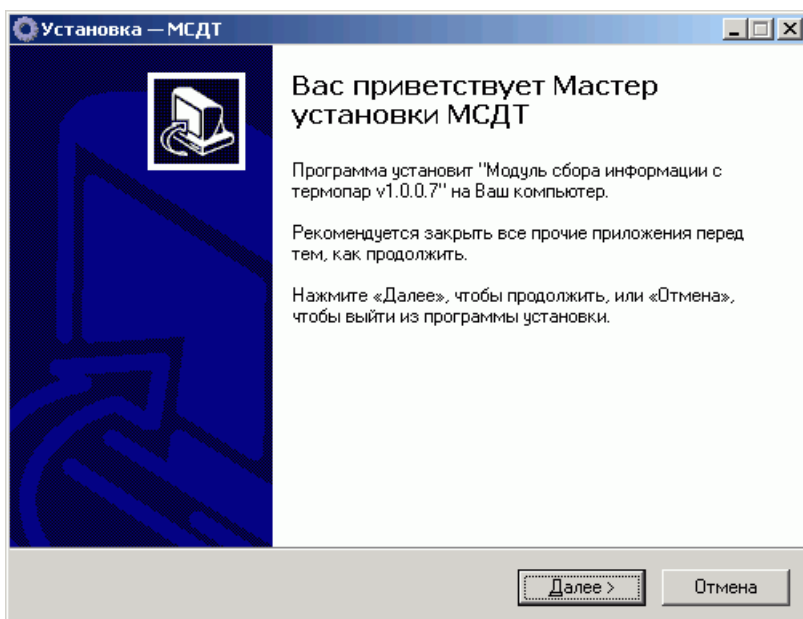 Установка — МСДТ
Вас приветствует Мастер
установки МСДТ
Программа установит "Модуль сбора информации с
термопар v1.0.0.7" на Ваш компьютер.
Рекомендуется закрыть все прочие приложения перед
тем, как продолжить.
Нажмите «Далее», чтобы продолжить, или «Отмена»,
чтобы выйти из программы установки.
Далее >
Отмена